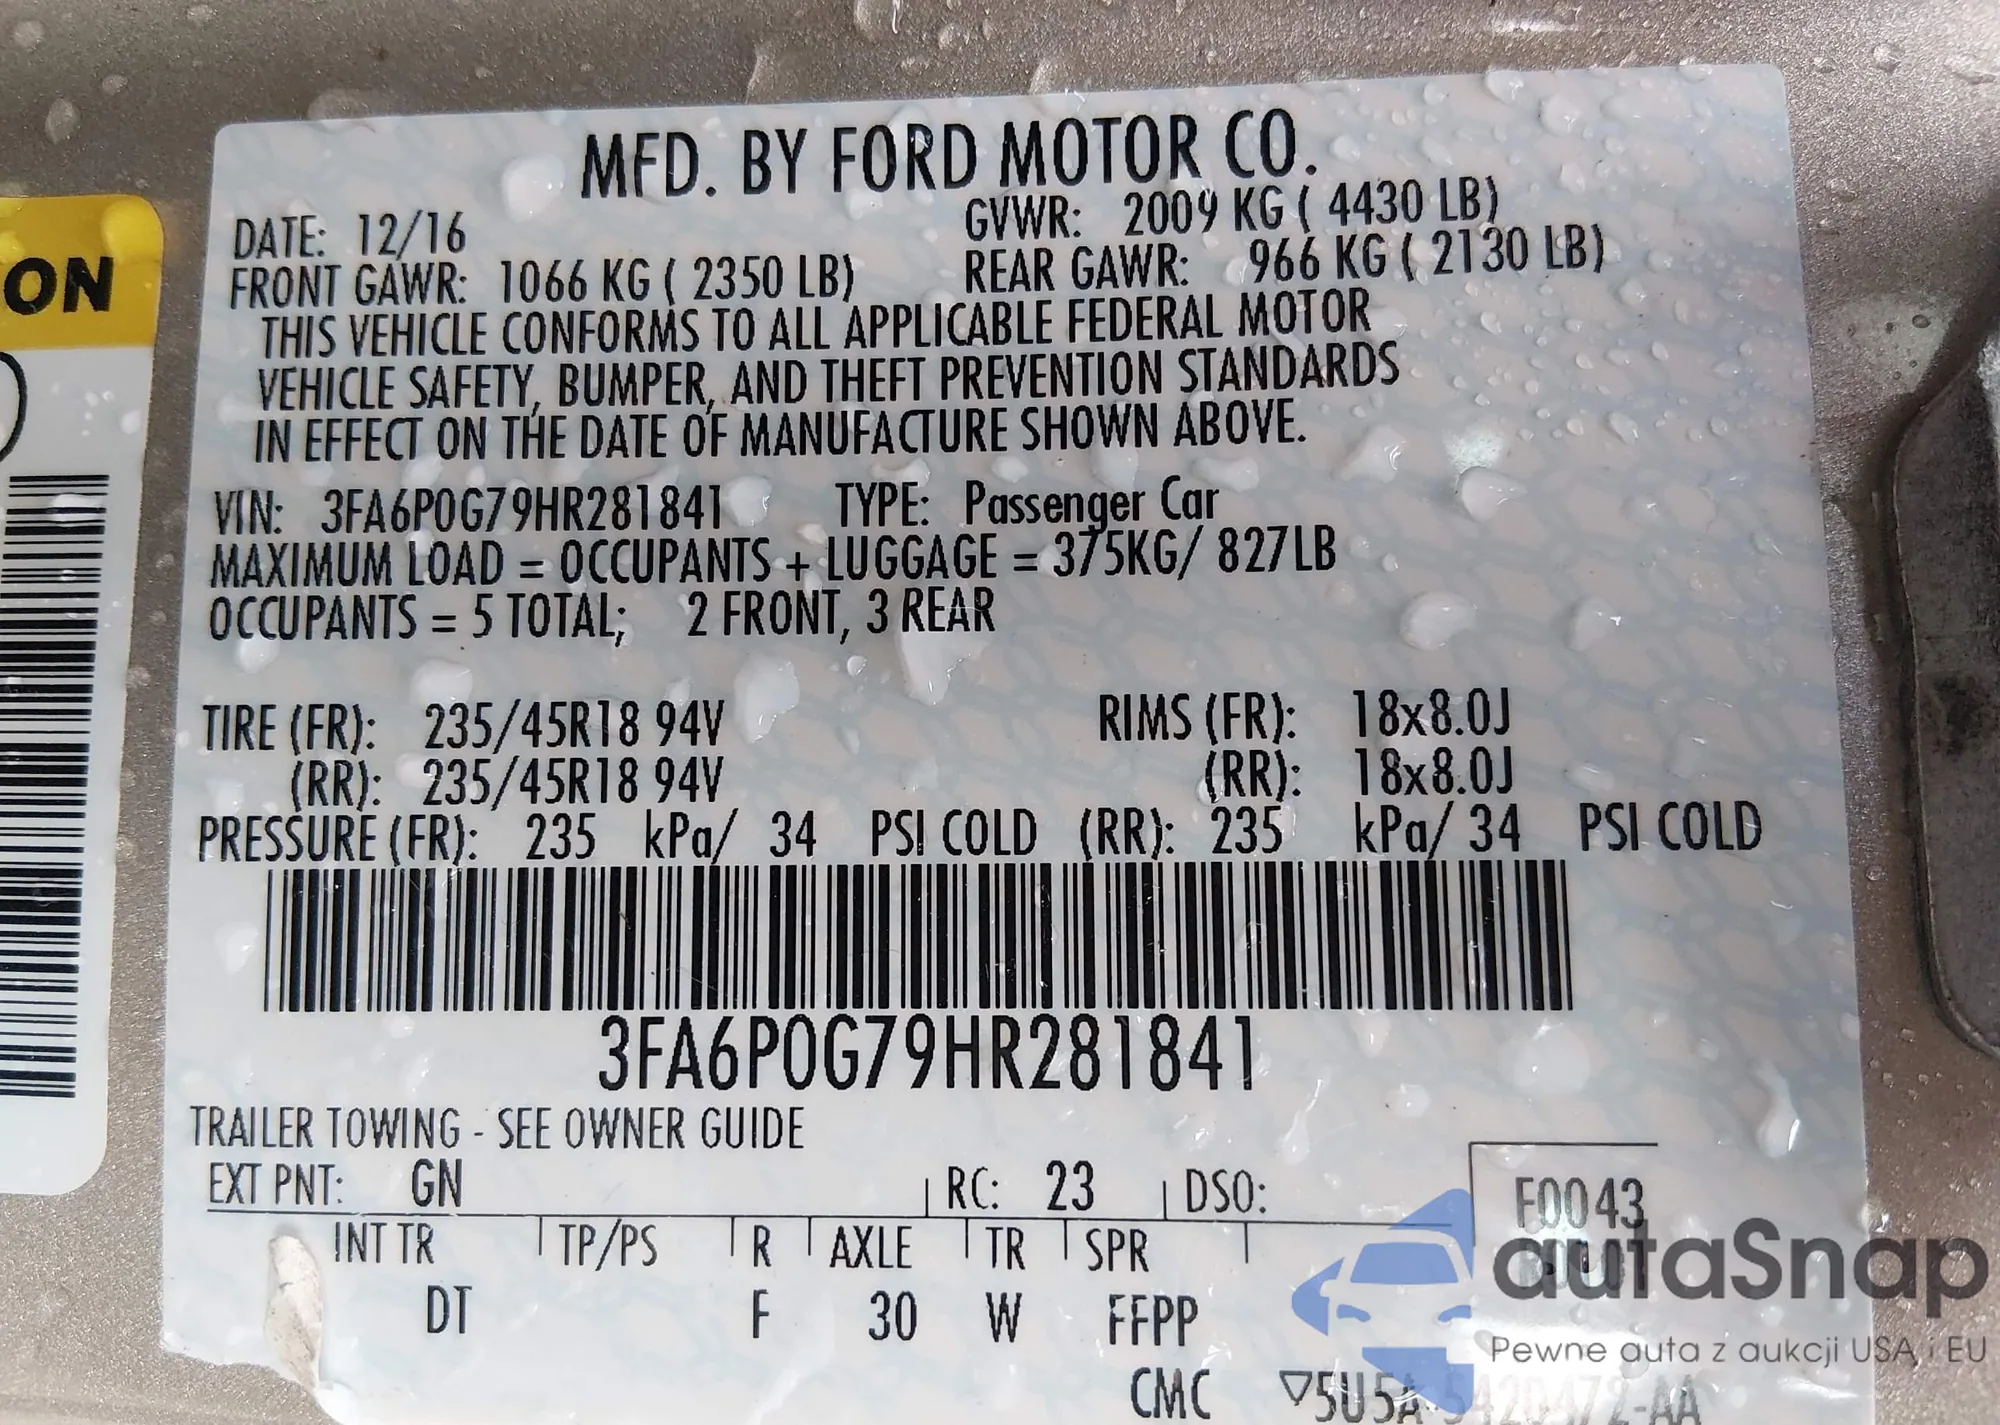 ON
MFD. BY FORD MOTOR CO.
DATE: 12/16 GVWR: 2009 KG ( 4430 LB)
FRONT GAWR: 1066 KG ( 2350 LB) REAR GAWR: 966 KG ( 2130 LB)
THIS VEHICLE CONFORMS TO ALL APPLICABLE FEDERAL MOTOR
VEHICLE SAFETY, BUMPER, AND THEFT PREVENTION STANDARDS
IN EFFECT ON THE DATE OF MANUFACTURE SHOWN ABOVE.
VIN: 3FA6P0G79HR281841 TYPE: Passenger Car
MAXIMUM LOAD = OCCUPANTS + LUGGAGE = 375KG/ 827LB
OCCUPANTS = 5 TOTAL; 2 FRONT, 3 REAR
TIRE (FR): 235/45R18 94V RIMS (FR): 18x8.0J
(RR): 235/45R18 94V (RR): 18x8.0J
PRESSURE (FR): 235 kPa/ 34 PSI COLD (RR): 235 kPa/ 34 PSI COLD
3FA6P0G79HR281841
TRAILER TOWING - SEE OWNER GUIDE
EXT PNT: GN RC: 23 DSO: F0043
INT TR TP/PS R AXLE TR SPR
DT F 30 W FFPP
CMC ▽5U5A-5420472-AA
autaSnap
Pewne auta z aukcji USA i EU